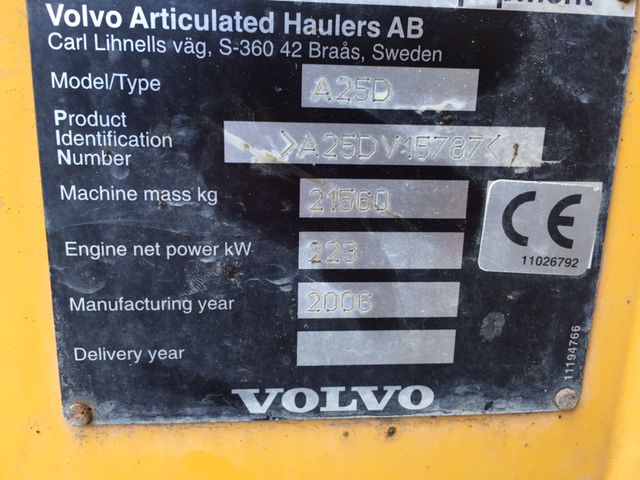 Volvo Articulated Haulers AB
Carl Lihnells väg, S-360 42 Braås, Sweden
Model/Type A25D
Product
Identification >A25DV15787<
Number
Machine mass kg 21560
Engine net power kW 223
Manufacturing year 2006
Delivery year
CE
11026792
11194766
VOLVO